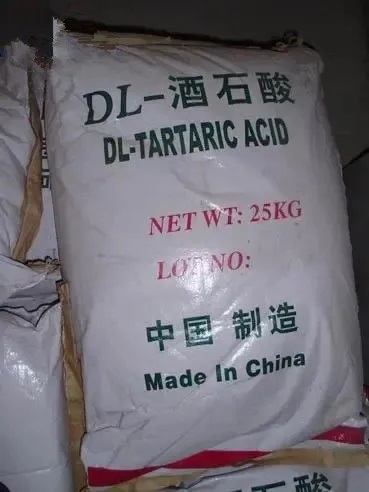 DL-酒石酸
DL-TARTARIC ACID
NET WT: 25KG
LOT NO:
中国 制造
Made In China